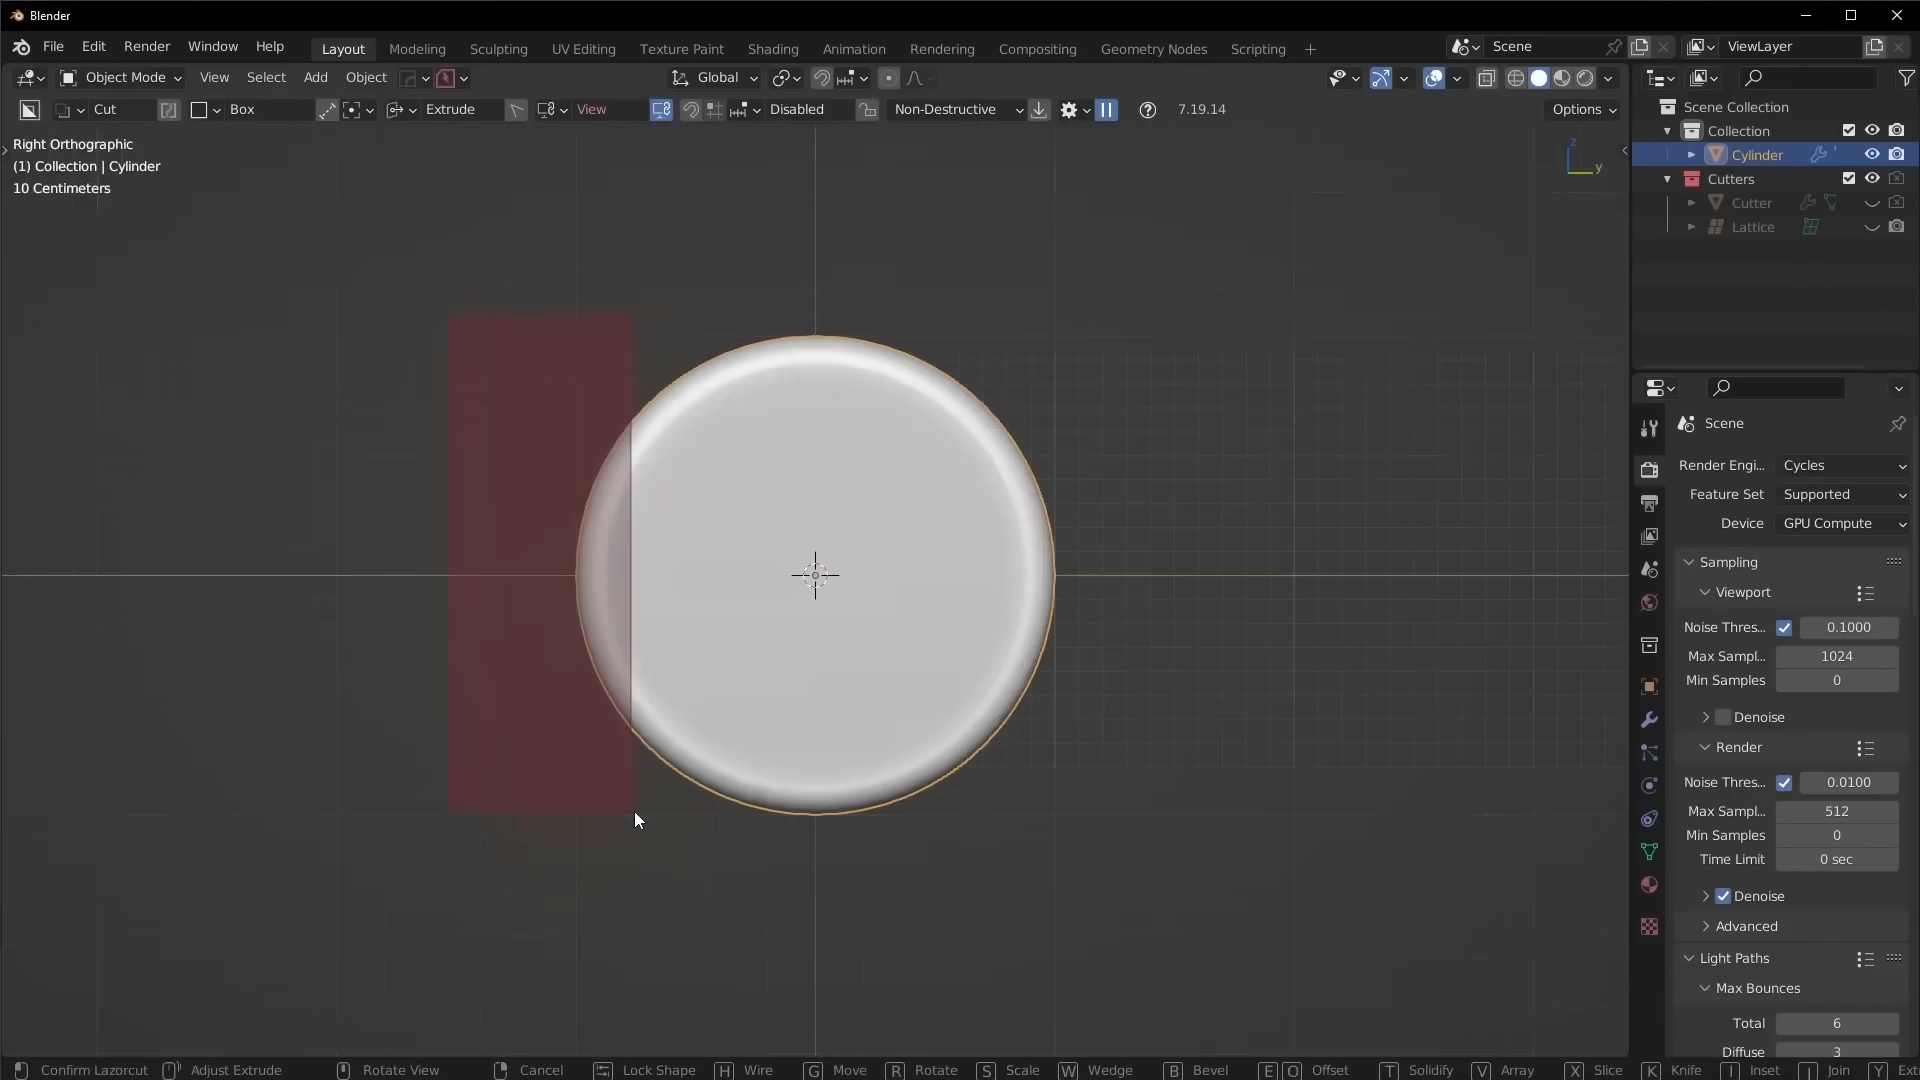 Blender
File Edit Render Window Help Layout Modeling Sculpting UV Editing Texture Paint Shading Animation Rendering Compositing Geometry Nodes Scripting + Scene ViewLayer
Object Mode View Select Add Object Global
Cut Box Extrude View Disabled Non-Destructive 7.19.14 Options
Right Orthographic
(1) Collection | Cylinder
10 Centimeters
z
y
Scene Collection
Collection
Cylinder
Cutters
Cutter
Lattice
Scene
Render Engi... Cycles
Feature Set Supported
Device GPU Compute
Sampling
Viewport
Noise Thres... 0.1000
Max Sampl... 1024
Min Samples 0
Denoise
Render
Noise Thres... 0.0100
Max Sampl... 512
Min Samples 0
Time Limit 0 sec
Denoise
Advanced
Light Paths
Max Bounces
Total 6
Diffuse 3
Confirm Lazorcut Adjust Extrude Rotate View Cancel Lock Shape H Wire G Move R Rotate S Scale W Wedge B Bevel E O Offset T Solidify V Array X Slice K Knife I Inset J Join Y Ext